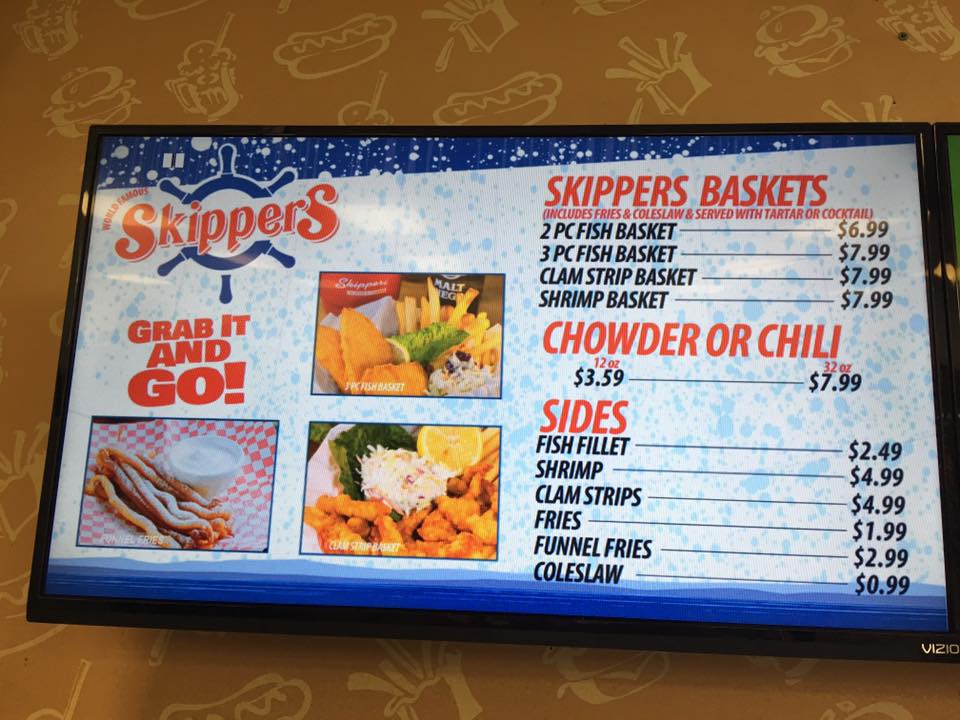 WORLD FAMOUS
Skippers
GRAB IT
AND
GO!
Skippers
MALT
3 PC FISH BASKET
FUNNEL FRIES
CLAM STRIP BASKET
SKIPPERS BASKETS
(INCLUDES FRIES & COLESLAW & SERVED WITH TARTAR OR COCKTAIL)
2 PC FISH BASKET $6.99
3 PC FISH BASKET $7.99
CLAM STRIP BASKET $7.99
SHRIMP BASKET $7.99
CHOWDER OR CHILI
12 oz 32 oz
$3.59 $7.99
SIDES
FISH FILLET $2.49
SHRIMP $4.99
CLAM STRIPS $4.99
FRIES $1.99
FUNNEL FRIES $2.99
COLESLAW $0.99
VIZIO